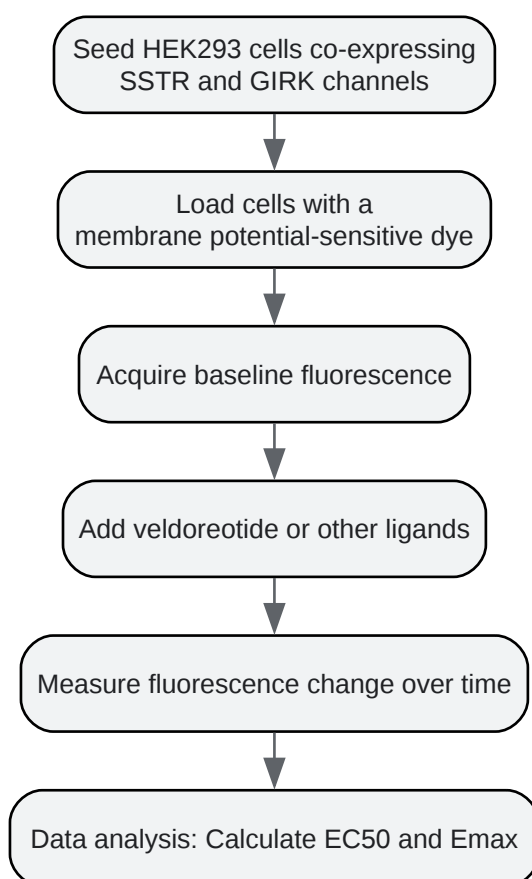 Seed HEK293 cells co-expressing
SSTR and GIRK channels
Load cells with a
membrane potential-sensitive dye
Acquire baseline fluorescence
Add veldoreotide or other ligands
Measure fluorescence change over time
Data analysis: Calculate EC50 and Emax